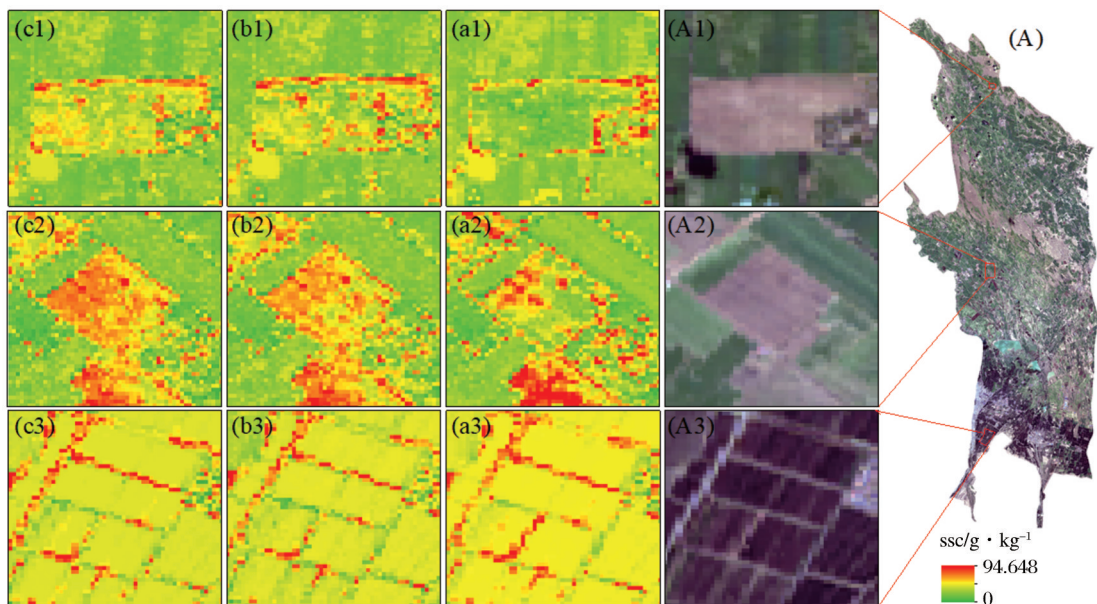 (c1) (b1) (a1) (A1) (A)
(c2) (b2) (a2) (A2)
(c3) (b3) (a3) (A3)
ssc/g · kg⁻¹
94.648
0